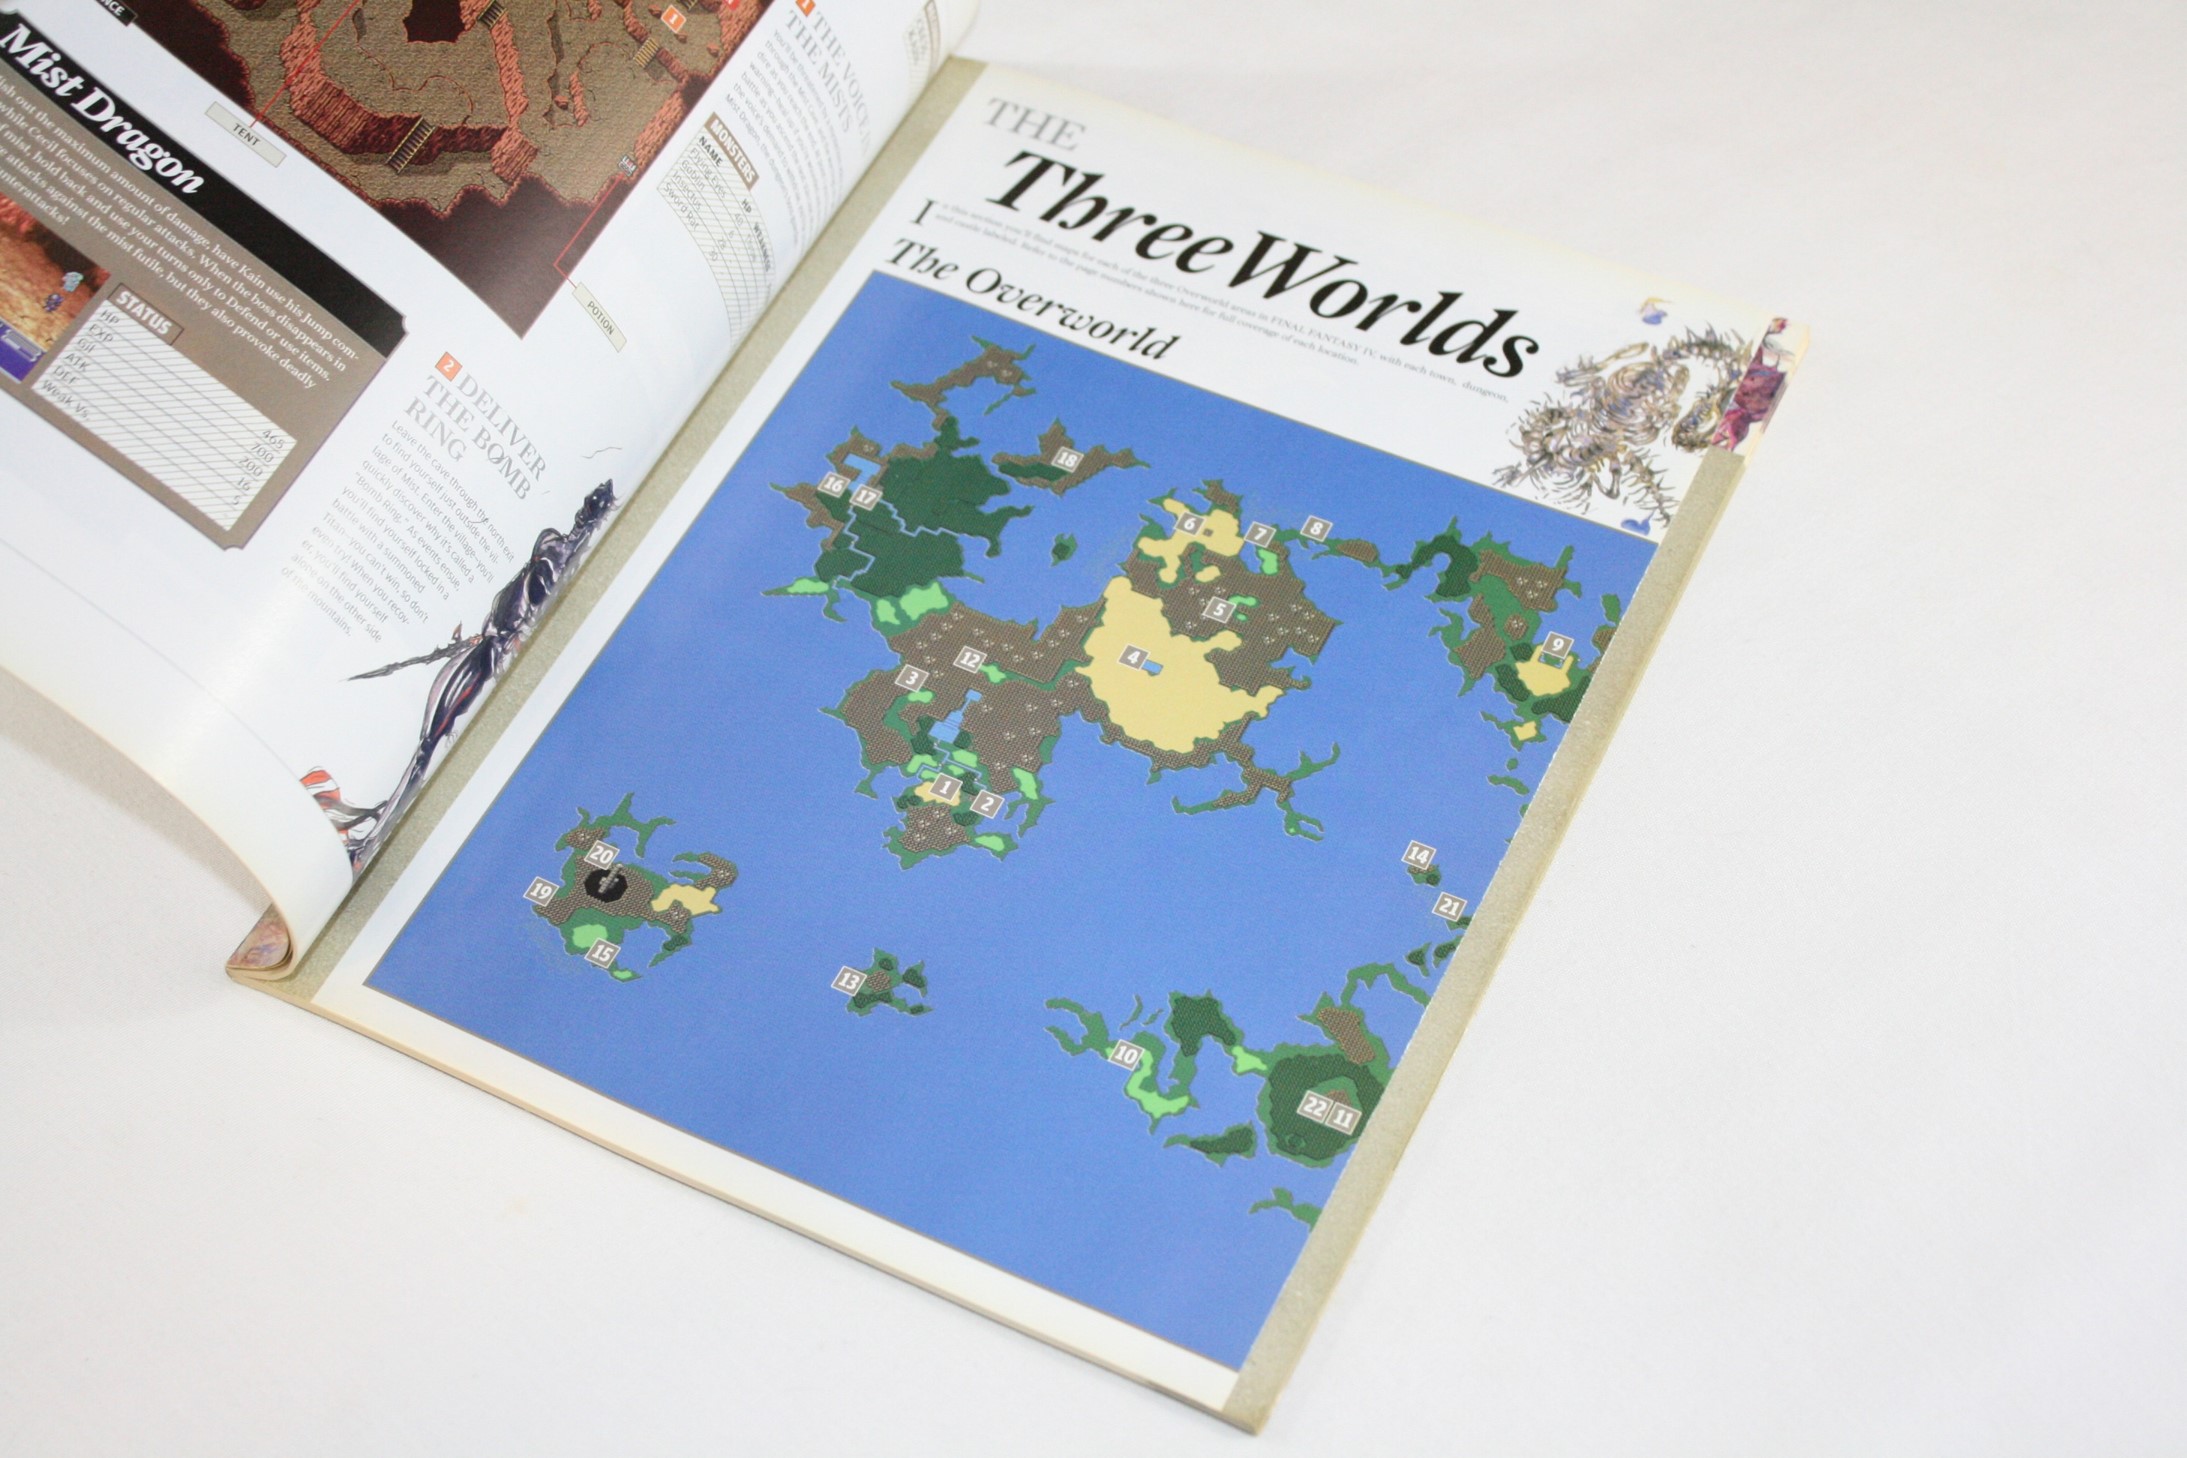 Mist Dragon
out the maximum amount of damage, have Kain use his Jump com-
while Cecil focuses on regular attacks. When the boss disappears in
of mist, hold back and use your turns only to Defend or use items.
attacks against the mist futile, but they also provoke deadly
STATUS
HP 465
EXP 700
Gil 200
ATK 16
DEF 5
Weak Vs.
TENT
POTION
1
1 THE VOICE
THE MISTS
MONSTERS
NAME HP WEAKNESS
Sword Rat
2 DELIVER
THE BOMB
RING
Leave the cave through the north exit
to find yourself just outside the vil-
lage of Mist. Enter the village—you'll
quickly discover why it's called a
"Bomb Ring." As events ensue,
you'll find yourself locked in a
battle with a summoned
Titan—you can't win, so don't
even try! When you recov-
er, you'll find yourself
alone on the other side
of the mountains.
THE
Three Worlds
In this section you'll find maps for each of the three Overworld areas in FINAL FANTASY IV, with each town, dungeon,
and castle labeled. Refer to the page numbers shown here for full coverage of each location.
The Overworld
18
16
17
6
7
8
5
9
4
12
3
1
2
20
19
15
14
21
13
10
22
11